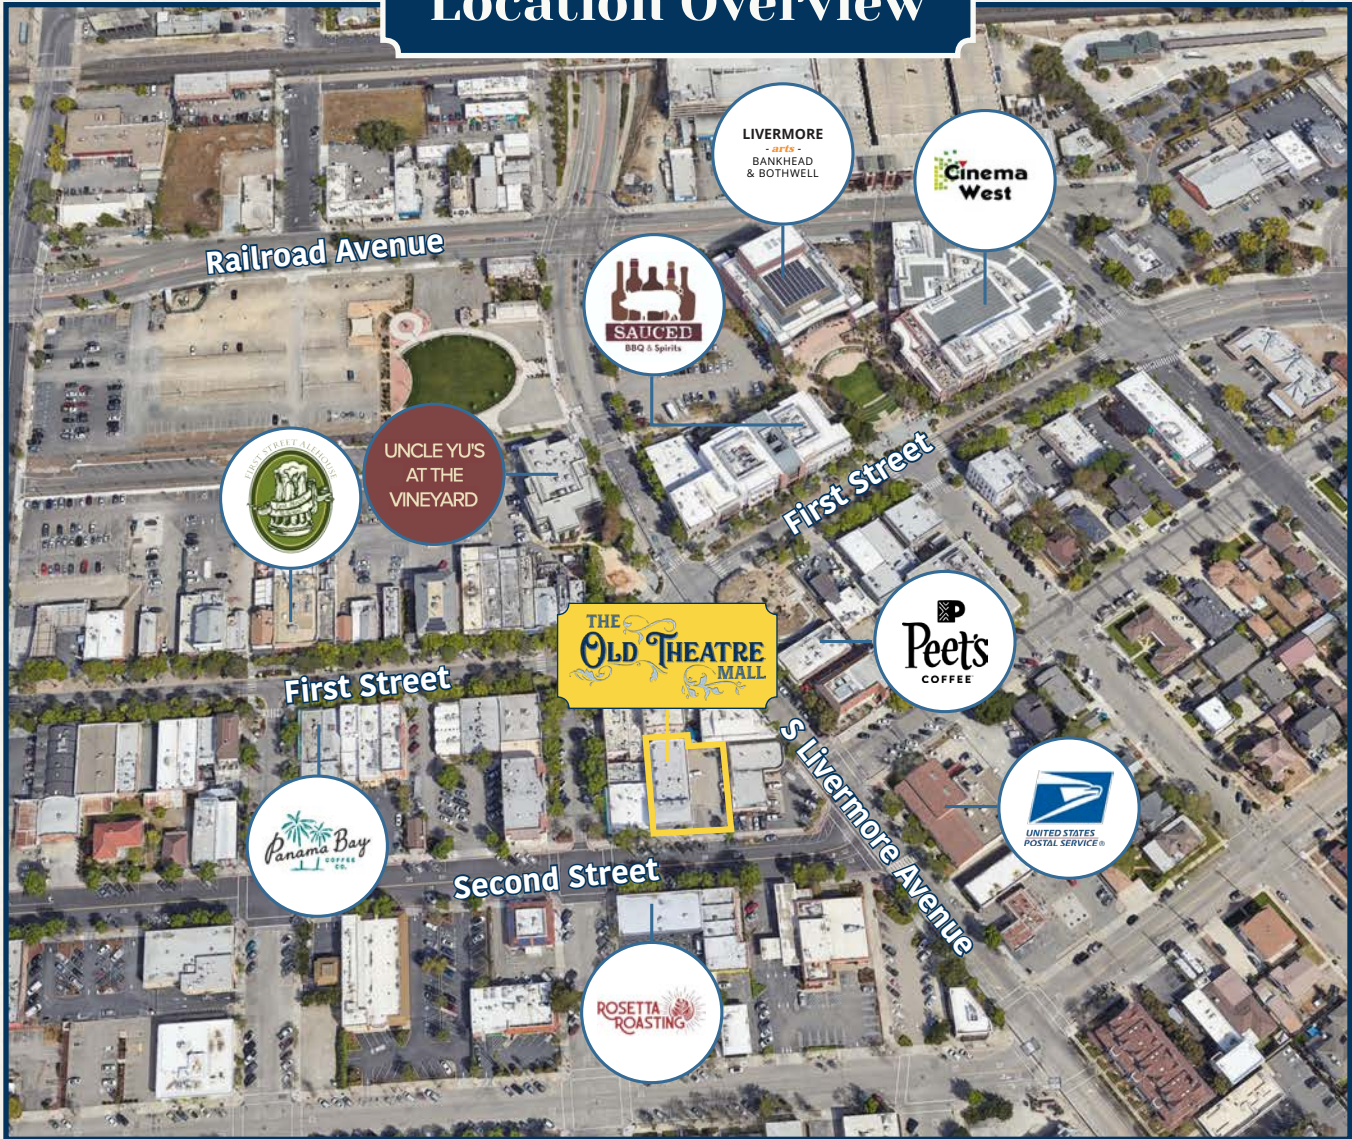 Location Overview
LIVERMORE
- arts -
BANKHEAD
& BOTHWELL
Cinema
West
Railroad Avenue
SAUCED
BBQ & Spirits
FIRST STREET ALEHOUSE
UNCLE YU'S
AT THE
VINEYARD
First Street
THE
OLD THEATRE
MALL
Peet's
COFFEE
First Street
S Livermore Avenue
UNITED STATES
POSTAL SERVICE®
Panama Bay
COFFEE
CO.
Second Street
ROSETTA
ROASTING